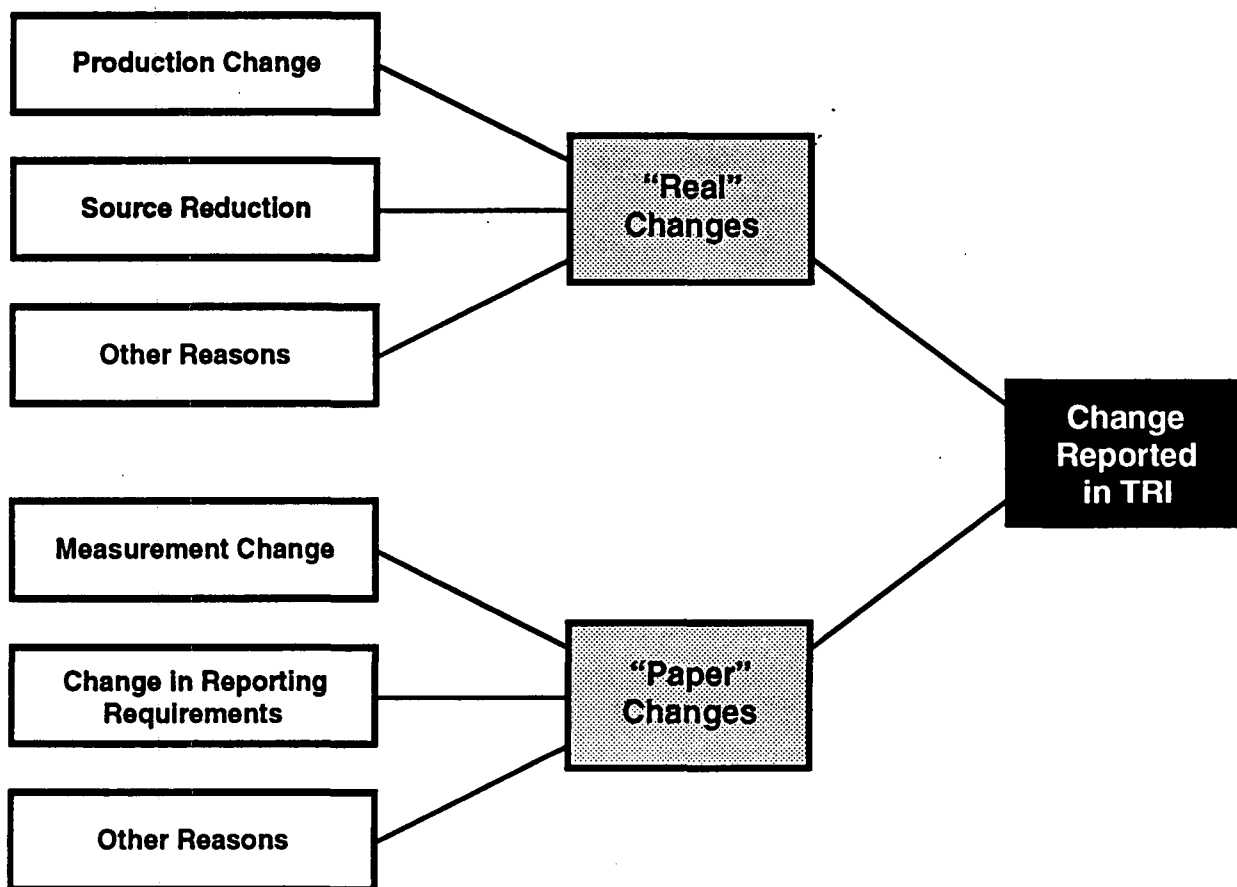 Production Change
Source Reduction
Other Reasons
“Real”
Changes
Measurement Change
Change in Reporting
Requirements
Other Reasons
“Paper”
Changes
Change
Reported
in TRI